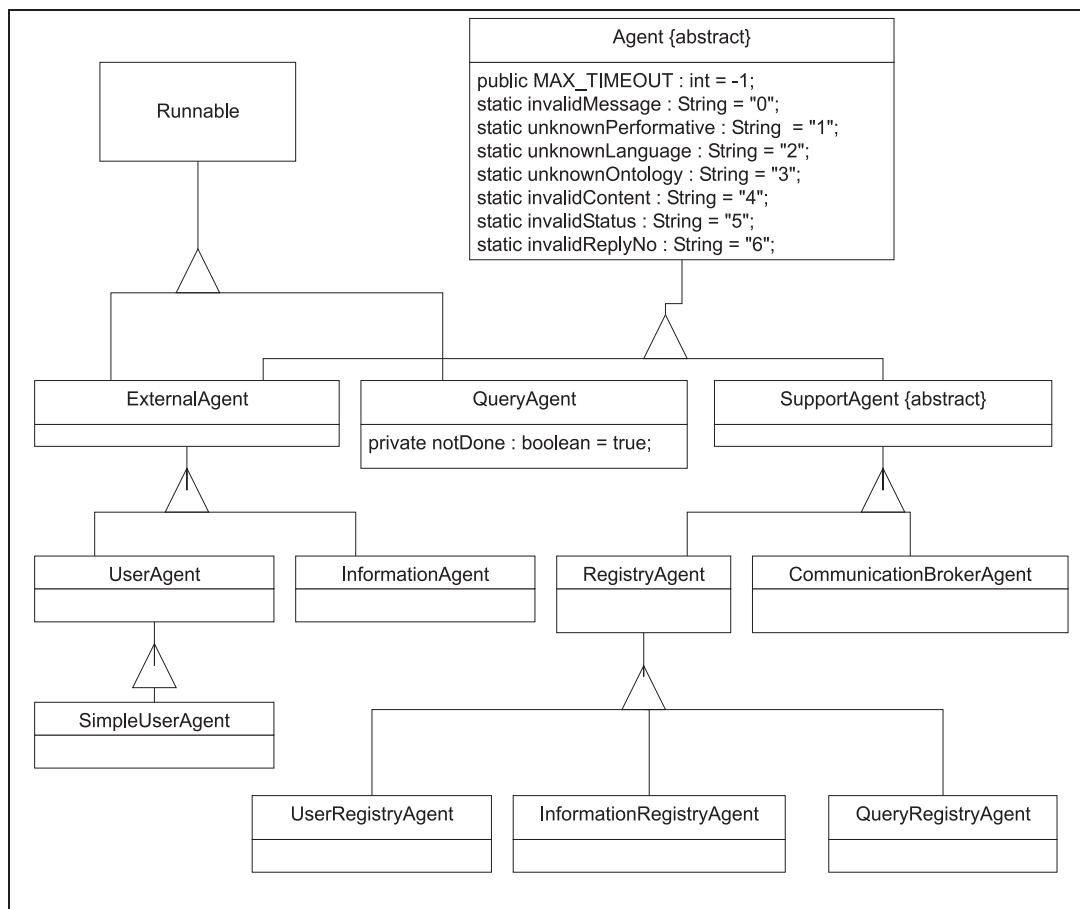 Agent {abstract}
public MAX_TIMEOUT : int = -1;
static invalidMessage : String = "0";
static unknownPerformative : String  = "1";
static unknownLanguage : String = "2";
static unknownOntology : String = "3";
static invalidContent : String = "4";
static invalidStatus : String = "5";
static invalidReplyNo : String = "6";
Runnable
ExternalAgent
QueryAgent
private notDone : boolean = true;
SupportAgent {abstract}
UserAgent
InformationAgent
RegistryAgent
CommunicationBrokerAgent
SimpleUserAgent
UserRegistryAgent
InformationRegistryAgent
QueryRegistryAgent